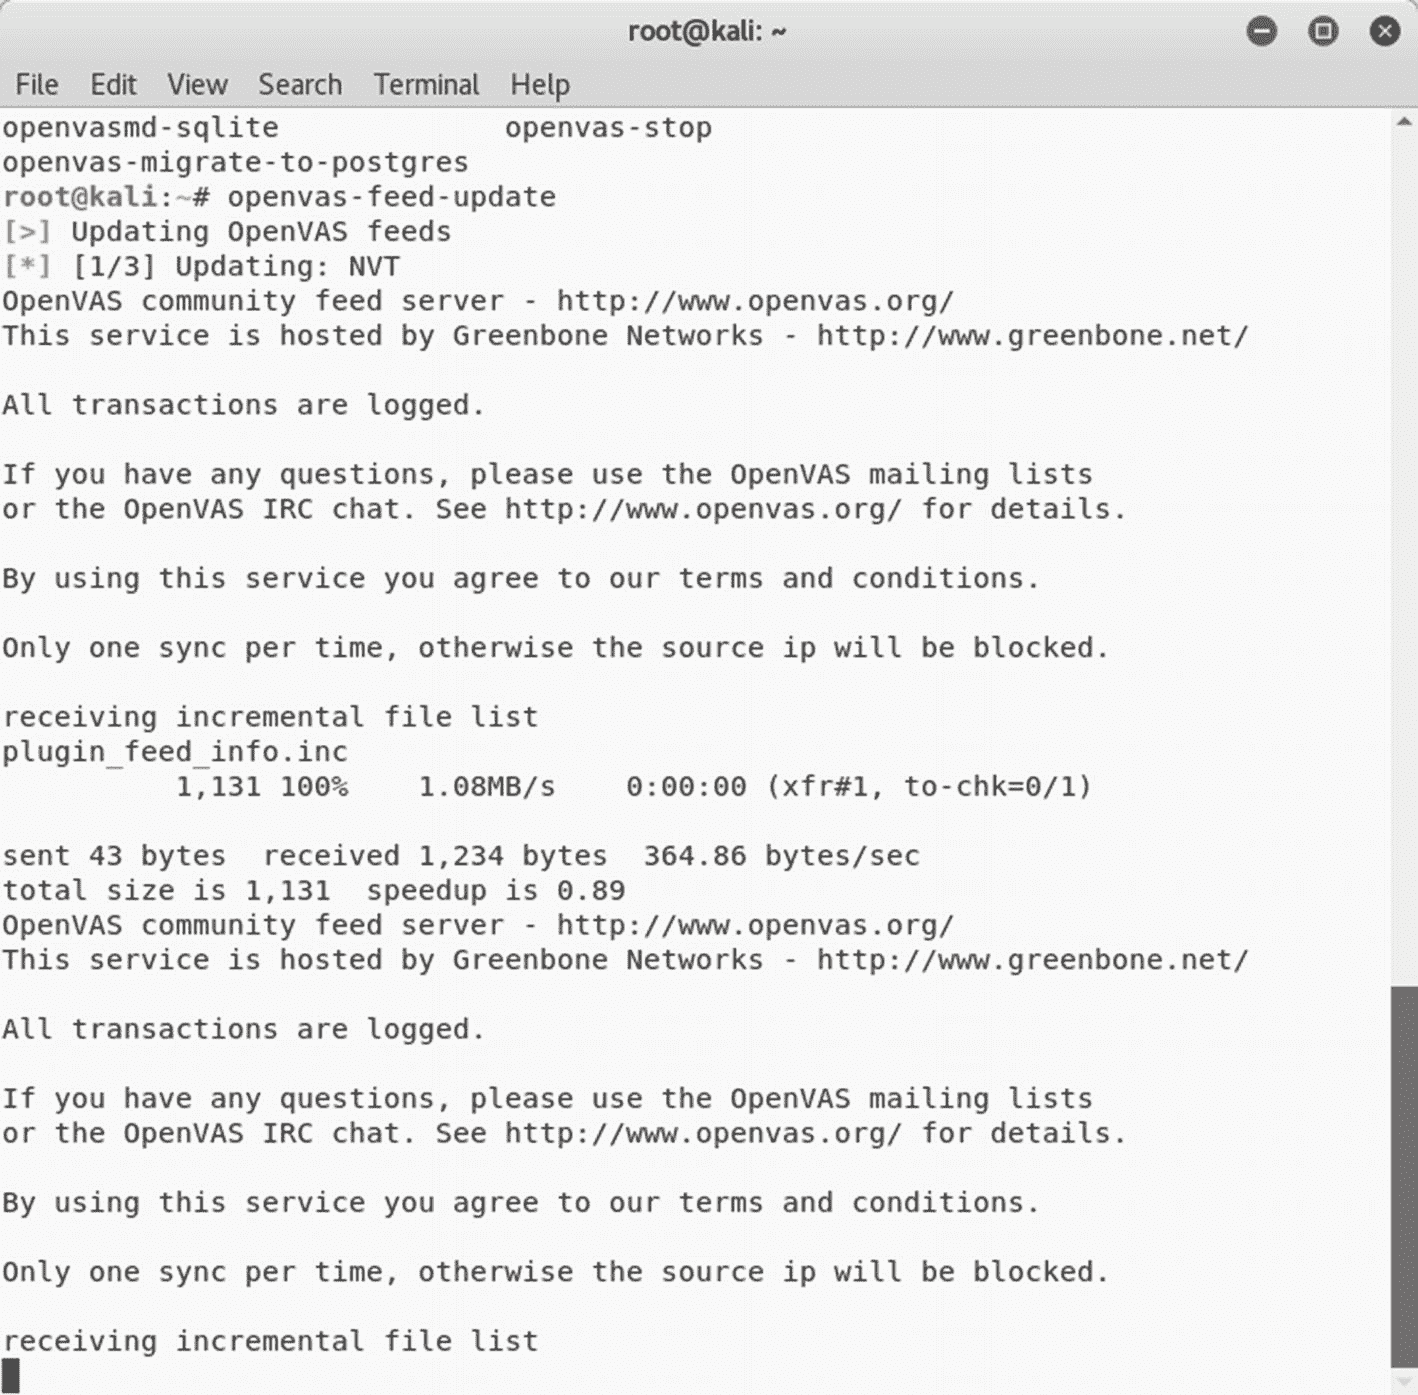 root@kali: ~
File Edit View Search Terminal Help
openvasmd-sqlite             openvas-stop
openvas-migrate-to-postgres
root@kali:~# openvas-feed-update
[>] Updating OpenVAS feeds
[*] [1/3] Updating: NVT
OpenVAS community feed server - http://www.openvas.org/
This service is hosted by Greenbone Networks - http://www.greenbone.net/
All transactions are logged.
If you have any questions, please use the OpenVAS mailing lists
or the OpenVAS IRC chat. See http://www.openvas.org/ for details.
By using this service you agree to our terms and conditions.
Only one sync per time, otherwise the source ip will be blocked.
receiving incremental file list
plugin_feed_info.inc
          1,131 100%    1.08MB/s    0:00:00 (xfr#1, to-chk=0/1)
sent 43 bytes  received 1,234 bytes  364.86 bytes/sec
total size is 1,131  speedup is 0.89
OpenVAS community feed server - http://www.openvas.org/
This service is hosted by Greenbone Networks - http://www.greenbone.net/
All transactions are logged.
If you have any questions, please use the OpenVAS mailing lists
or the OpenVAS IRC chat. See http://www.openvas.org/ for details.
By using this service you agree to our terms and conditions.
Only one sync per time, otherwise the source ip will be blocked.
receiving incremental file list